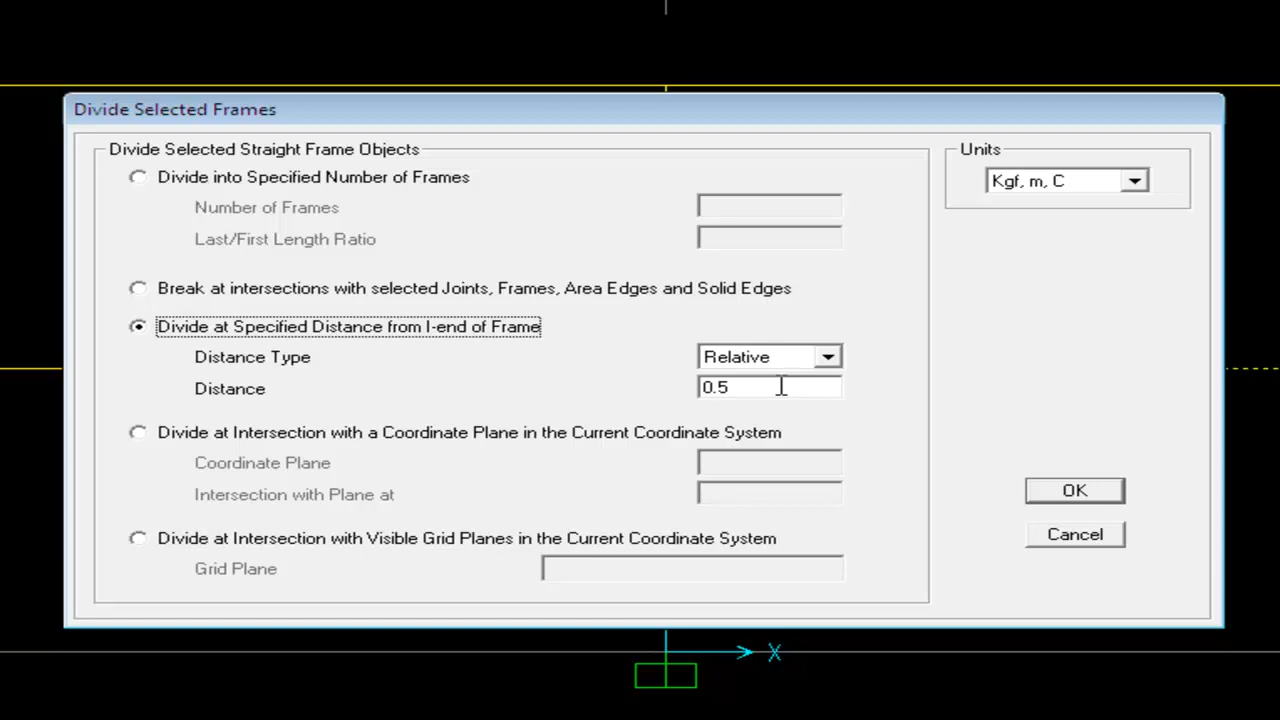 Divide Selected Frames
Divide Selected Straight Frame Objects
Units
Divide into Specified Number of Frames
Kgf, m, C
Number of Frames
Last/First Length Ratio
Break at intersections with selected Joints, Frames, Area Edges and Solid Edges
Divide at Specified Distance from I-end of Frame
Distance Type
Relative
Distance
0.5
Divide at Intersection with a Coordinate Plane in the Current Coordinate System
Coordinate Plane
Intersection with Plane at
OK
Cancel
Divide at Intersection with Visible Grid Planes in the Current Coordinate System
Grid Plane
X